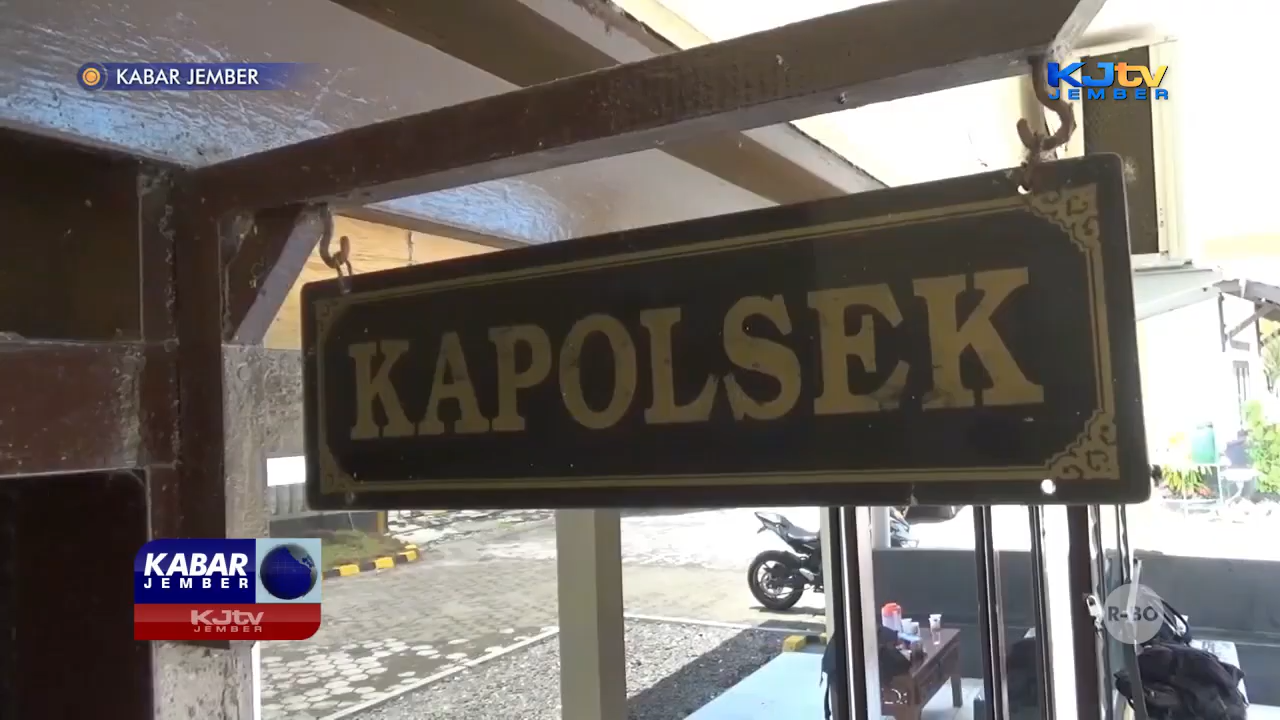 KABAR JEMBER
KJtv
JEMBER
KAPOLSEK
KABAR
JEMBER
KJtv
JEMBER
R-BO